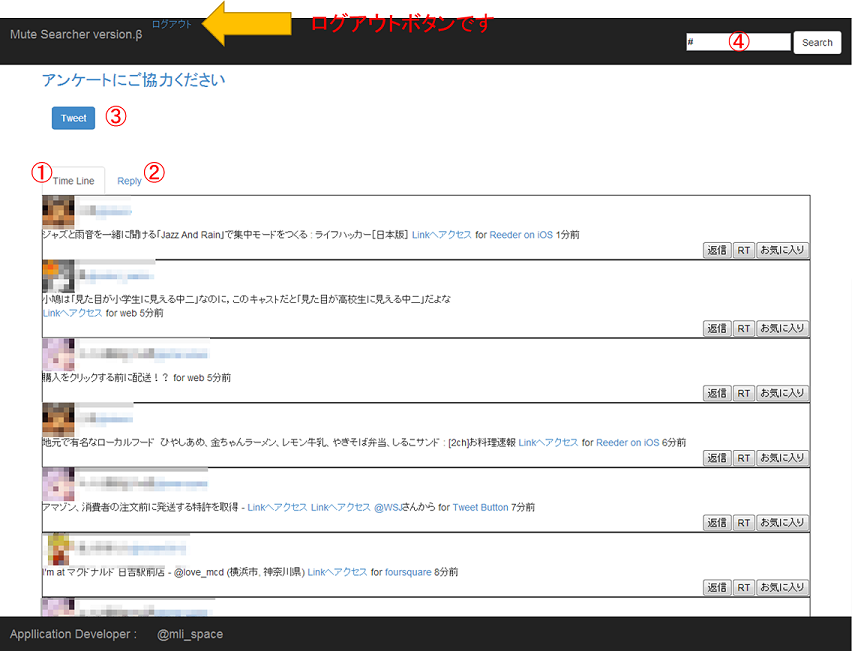 ログアウト
ログアウトボタンです
Mute Searcher version.β
#
④
Search
アンケートにご協力ください
Tweet
③
①
Time Line
Reply
②
ジャズと雨音を一緒に聞ける「Jazz And Rain」で集中モードをつくる : ライフハッカー[日本版] Linkへアクセス for Reeder on iOS 1分前
返信 RT お気に入り
小鳩は「見た目が小学生に見える中二」なのに，このキャストだと「見た目が高校生に見える中二」だよな
Linkへアクセス for web 5分前
返信 RT お気に入り
購入をクリックする前に配送！？ for web 5分前
返信 RT お気に入り
地元で有名なローカルフード ひやしあめ、金ちゃんラーメン、レモン牛乳、やきそば弁当、しるこサンド : [2ch]お料理速報 Linkへアクセス for Reeder on iOS 6分前
返信 RT お気に入り
アマゾン、消費者の注文前に発送する特許を取得 - Linkへアクセス Linkへアクセス @WSJさんから for Tweet Button 7分前
返信 RT お気に入り
I'm at マクドナルド 日吉駅前店 - @love_mcd (横浜市, 神奈川県) Linkへアクセス for foursquare 8分前
返信 RT お気に入り
Appllication Developer : @mli_space